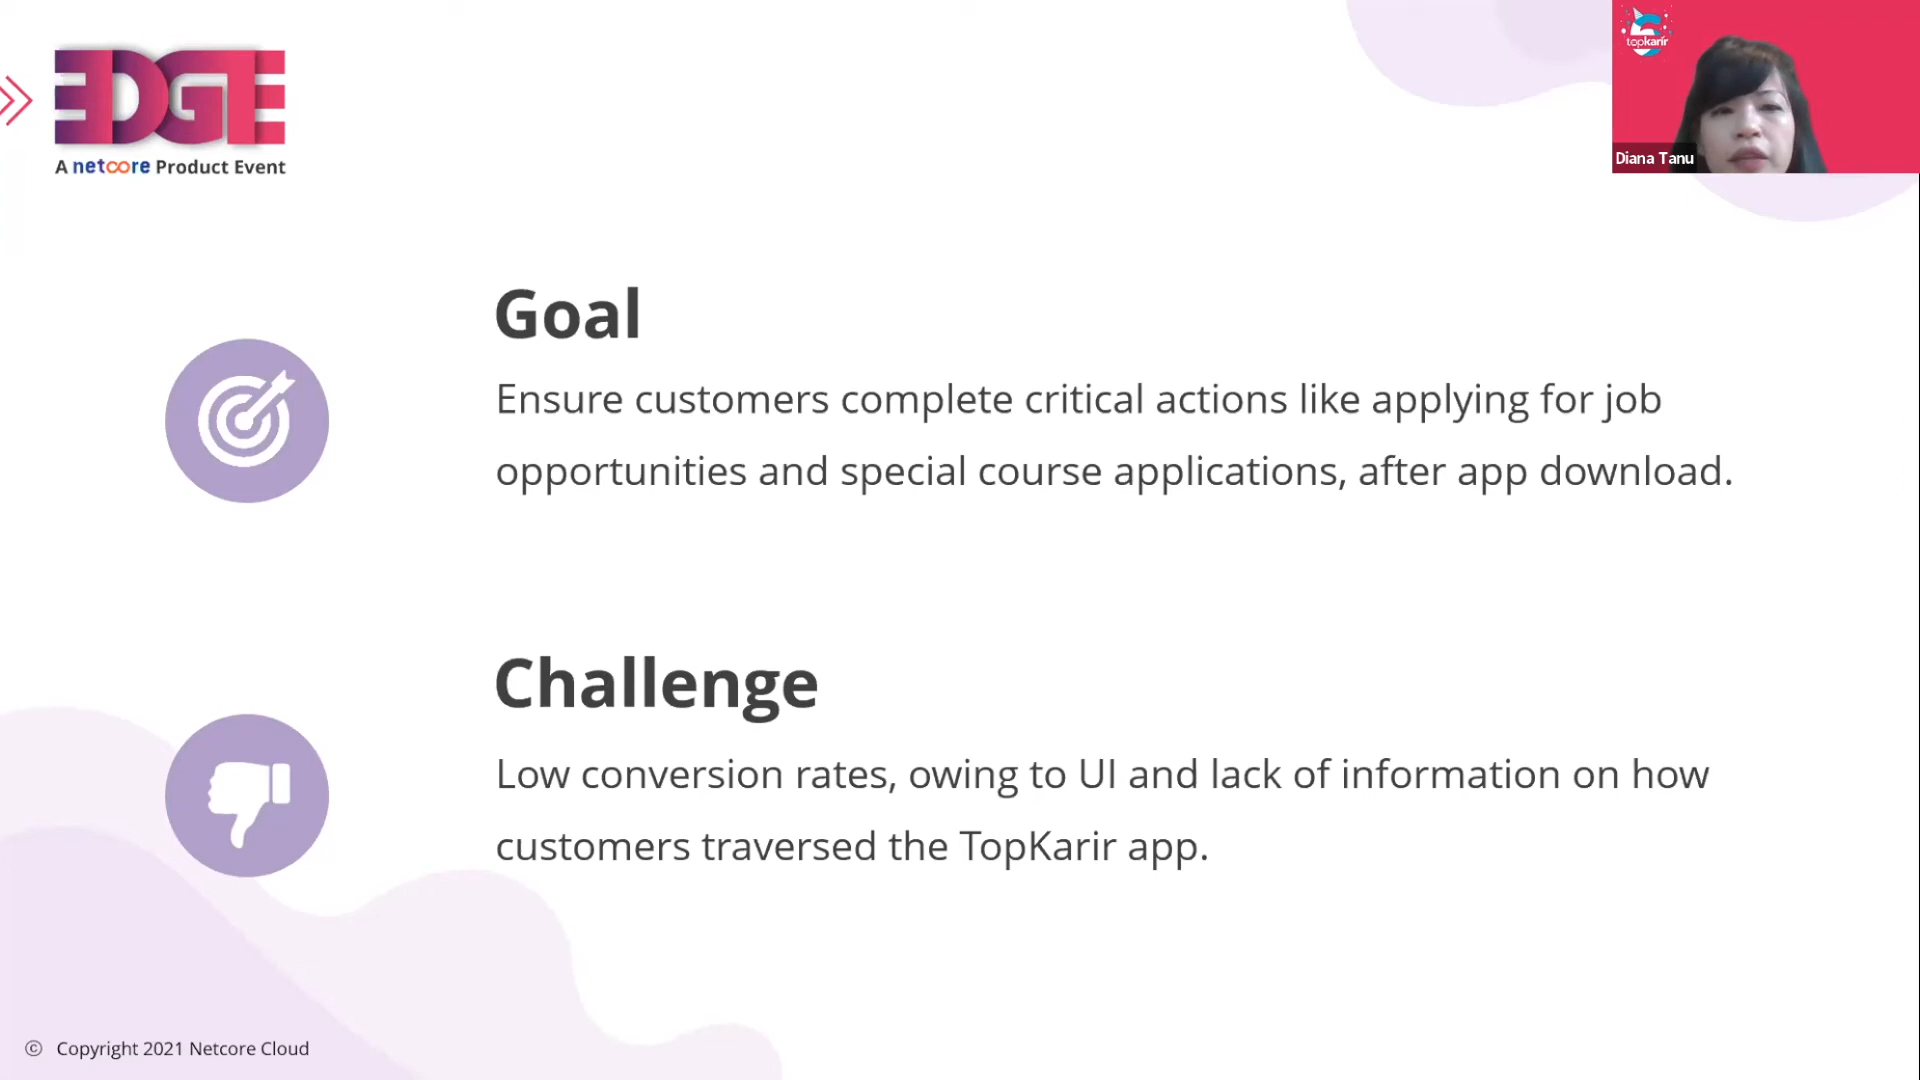 EDGE
A netcore Product Event
topkarir
Diana Tanu
Goal
Ensure customers complete critical actions like applying for job
opportunities and special course applications, after app download.
Challenge
Low conversion rates, owing to UI and lack of information on how
customers traversed the TopKarir app.
© Copyright 2021 Netcore Cloud